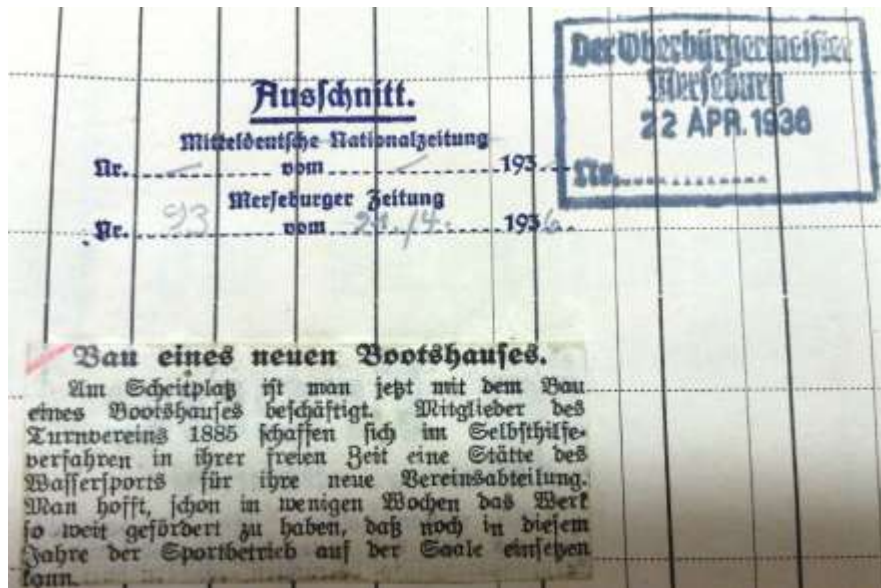 Ausschnitt.
Mitteldeutsche Nationalzeitung
Nr. vom 193
Merseburger Zeitung
Nr. 93 vom 21./4. 1936.
Der Oberbürgermeister
Merseburg
22 APR. 1936
Nr.
Bau eines neuen Bootshauses.
Am Scheitplatz ist man jetzt mit dem Bau
eines Bootshauses beschäftigt. Mitglieder des
Turnvereins 1885 schaffen sich im Selbsthilfe-
verfahren in ihrer freien Zeit eine Stätte des
Wassersports für ihre neue Vereinsabteilung.
Man hofft, schon in wenigen Wochen das Werk
so weit gefördert zu haben, daß noch in diesem
Jahre der Sportbetrieb auf der Saale einsetzen
kann.